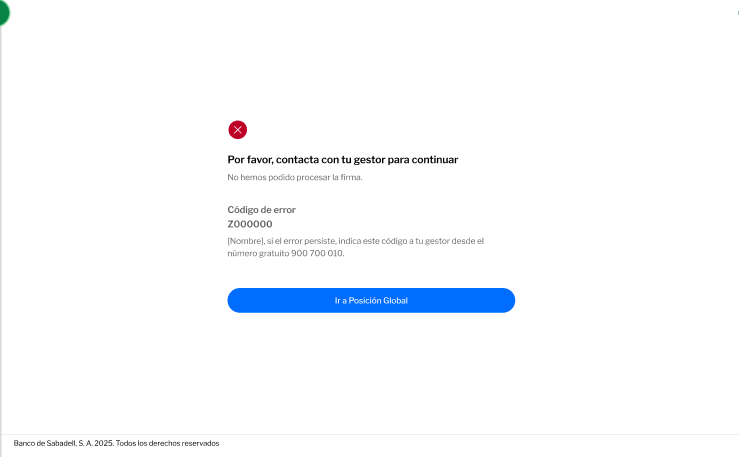 Por favor, contacta con tu gestor para continuar
No hemos podido procesar la firma.
Código de error
Z000000
[Nombre], si el error persiste, indica este código a tu gestor desde el
número gratuito 900 700 010.
Ir a Posición Global
Banco de Sabadell, S. A. 2025. Todos los derechos reservados